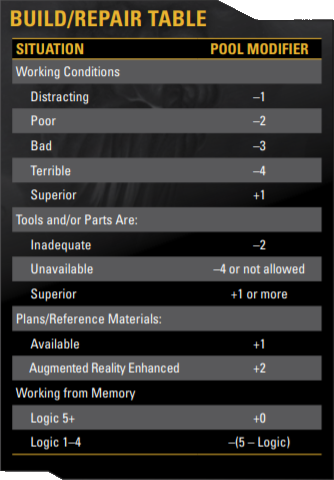 BUILD/REPAIR TABLE
SITUATION POOL MODIFIER
Working Conditions
Distracting –1
Poor –2
Bad –3
Terrible –4
Superior +1
Tools and/or Parts Are:
Inadequate –2
Unavailable –4 or not allowed
Superior +1 or more
Plans/Reference Materials:
Available +1
Augmented Reality Enhanced +2
Working from Memory
Logic 5+ +0
Logic 1–4 –(5 – Logic)